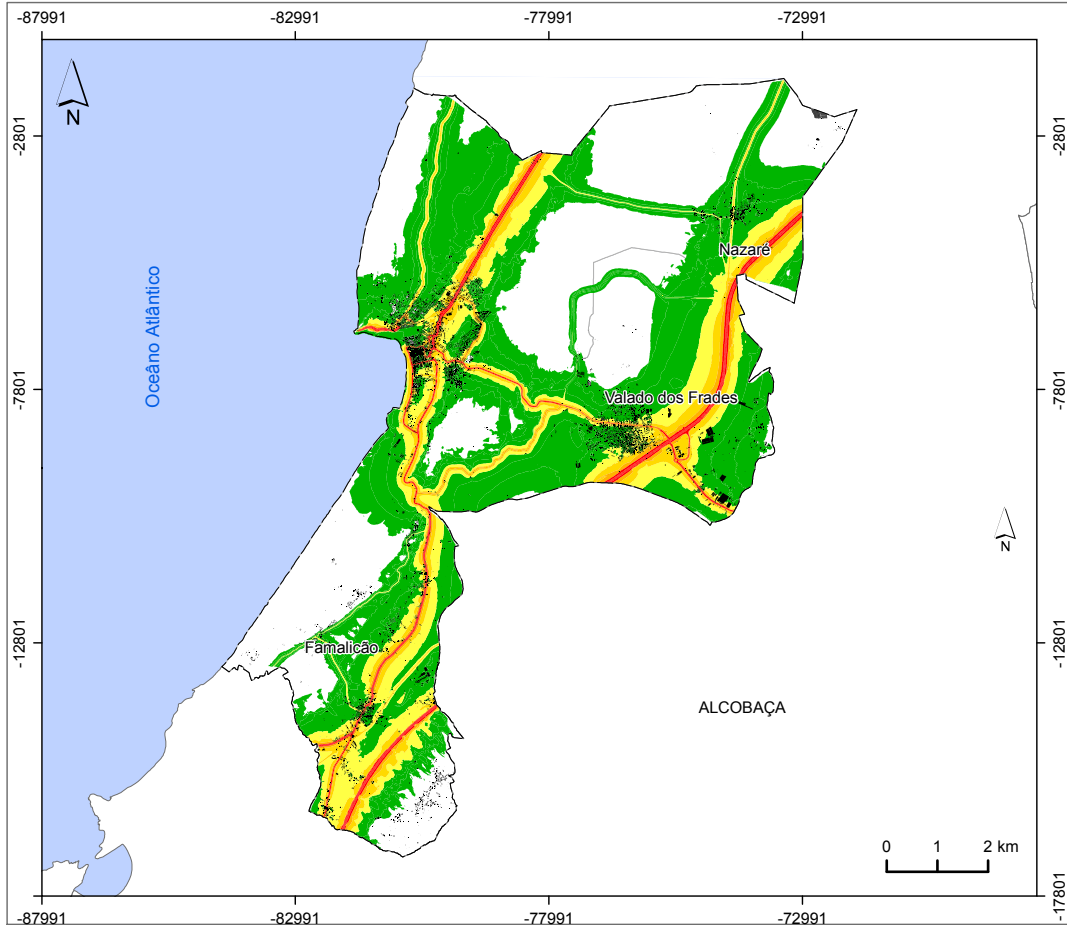 -87991 -82991 -77991 -72991
N
-2801 -2801
Nazaré
Oceâno Atlântico
-7801 -7801
Valado dos Frades
N
-12801 -12801
Famalicão
ALCOBAÇA
0 1 2 km
-17801
-87991 -82991 -77991 -72991